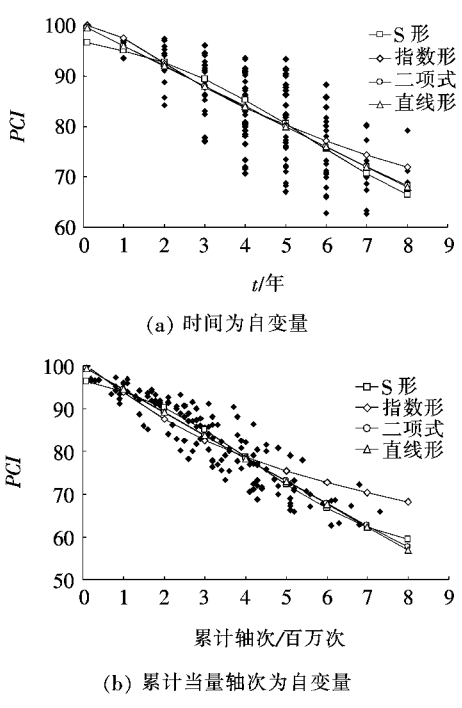 100
90
80
70
60
PCI
0 1 2 3 4 5 6 7 8 9
t/年
S 形
指数形
二项式
直线形
(a) 时间为自变量
100
90
80
70
60
50
PCI
0 1 2 3 4 5 6 7 8 9
累计轴次/百万次
S 形
指数形
二项式
直线形
(b) 累计当量轴次为自变量